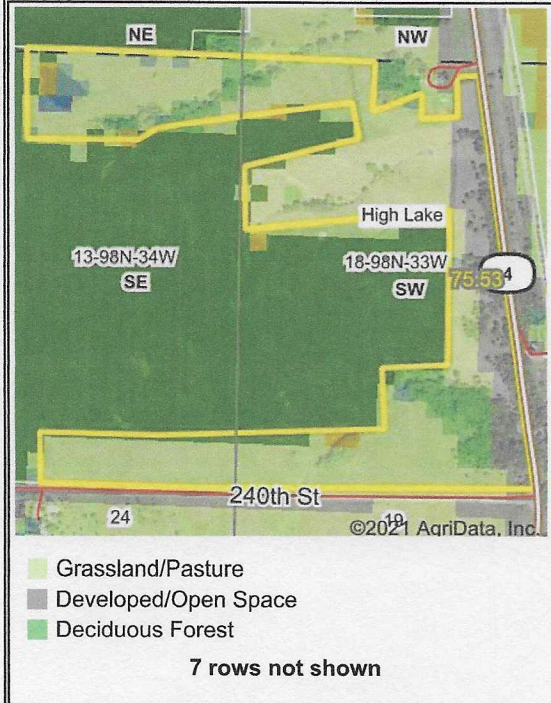 NE
NW
High Lake
13-98N-34W
SE
18-98N-33W
SW
75.53
4
240th St
24
19
©2021 AgriData, Inc.
Grassland/Pasture
Developed/Open Space
Deciduous Forest
7 rows not shown